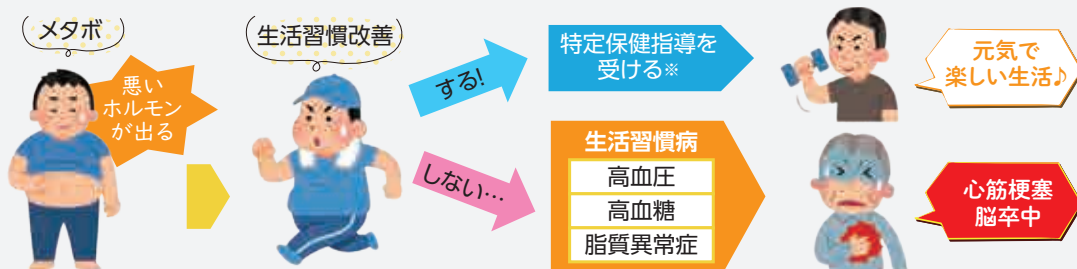 メタボ
悪い
ホルモン
が出る
生活習慣改善
する!
特定保健指導を
受ける※
元気で
楽しい生活♪
しない…
生活習慣病
高血圧
高血糖
脂質異常症
心筋梗塞
脳卒中